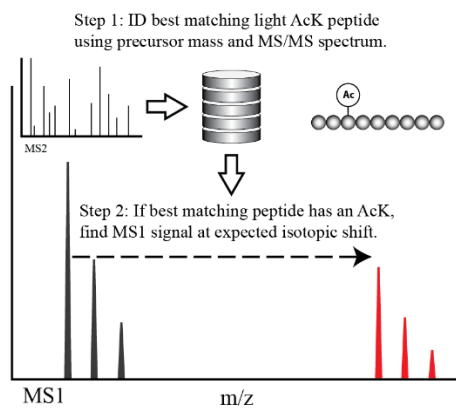 Step 1: ID best matching light AcK peptide
using precursor mass and MS/MS spectrum.
Ac
MS2
Step 2: If best matching peptide has an AcK,
find MS1 signal at expected isotopic shift.
MS1
m/z